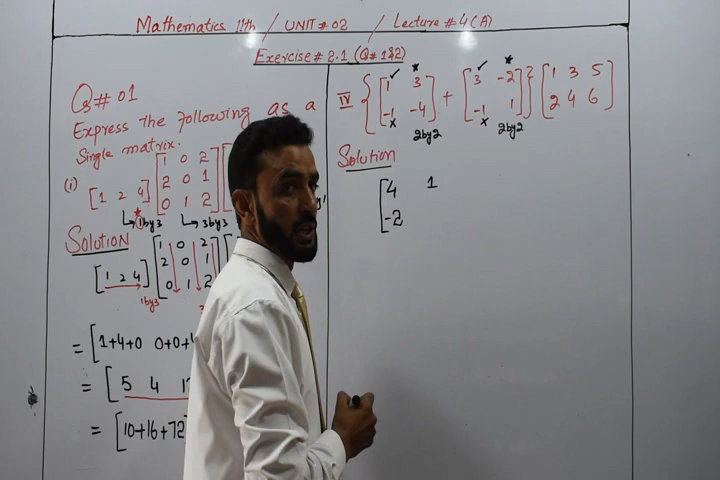 Mathematics 11th / UNIT # 02 / Lecture # 4(A)
Exercise # 2.1 (Q# 1&2)
Q# 01
Express the following as a
Single matrix.
(i) [1 2 4] [1 0 2
2 0 1
0 1 2] [
1by3 3by3
Solution
[1 2 4] [1 0 2
2 0 1
0 1 2] [
1by3
= [1+4+0 0+0+4
= [5 4 1
= [10+16+72
IV { [1 3
-1 -4] + [3 -2
-1 1] } [1 3 5
2 4 6]
2by2 2by2
Solution
[4 1
-2